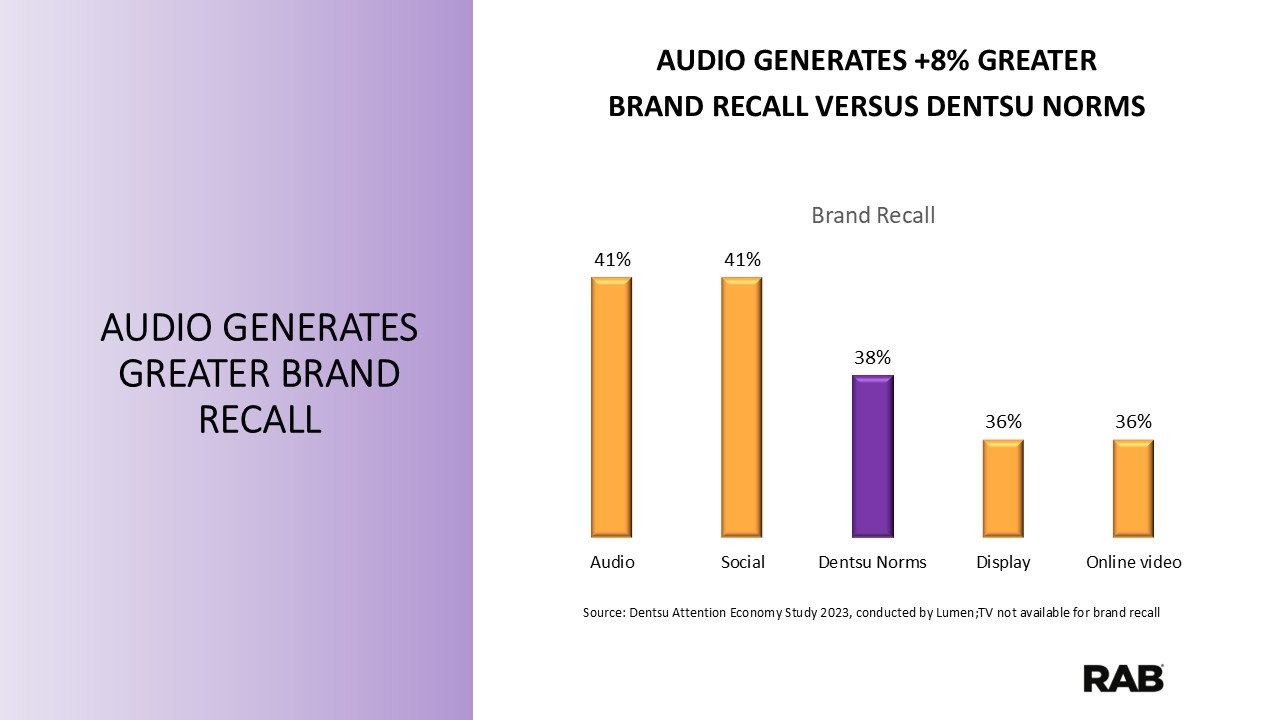 AUDIO GENERATES
GREATER BRAND
RECALL
AUDIO GENERATES +8% GREATER
BRAND RECALL VERSUS DENTSU NORMS
Brand Recall
41% 41% 38% 36% 36%
Audio Social Dentsu Norms Display Online video
Source: Dentsu Attention Economy Study 2023, conducted by Lumen;TV not available for brand recall
RAB